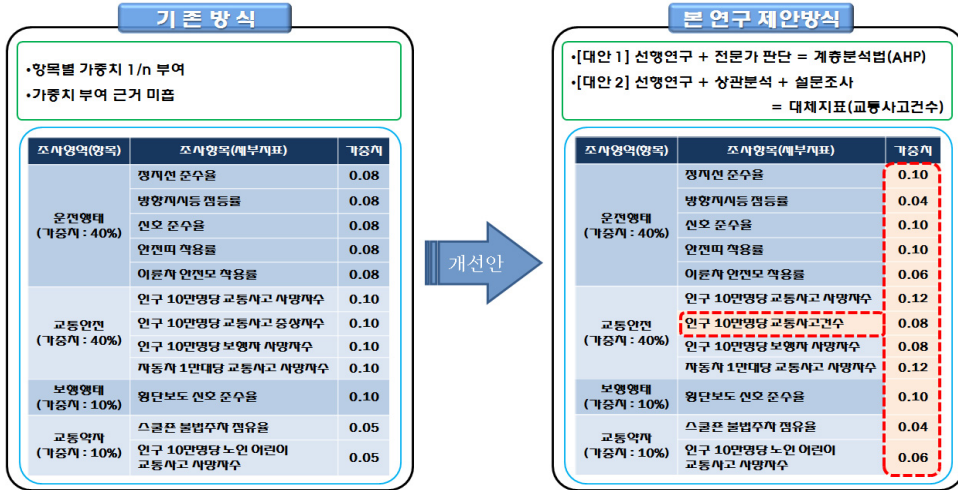 기 존 방 식
•항목별 가중치 1/n 부여
•가중치 부여 근거 미흡
조사영역(항목) 조사항목(세부지표) 가중치
운전행태
(가중치 : 40%)
정지선 준수율 0.08
방향지시등 점등률 0.08
신호 준수율 0.08
안전띠 착용률 0.08
이륜차 안전모 착용률 0.08
교통안전
(가중치 : 40%)
인구 10만명당 교통사고 사망자수 0.10
인구 10만명당 교통사고 중상자수 0.10
인구 10만명당 보행자 사망자수 0.10
자동차 1만대당 교통사고 사망자수 0.10
보행행태
(가중치 : 10%)
횡단보도 신호 준수율 0.10
교통약자
(가중치 : 10%)
스쿨존 불법주차 점유율 0.05
인구 10만명당 노인 어린이
교통사고 사망자수 0.05
개선안
본 연구 제안방식
•[대안 1] 선행연구 + 전문가 판단 = 계층분석법(AHP)
•[대안 2] 선행연구 + 상관분석 + 설문조사
= 대체지표(교통사고건수)
조사영역(항목) 조사항목(세부지표) 가중치
운전행태
(가중치 : 40%)
정지선 준수율 0.10
방향지시등 점등률 0.04
신호 준수율 0.10
안전띠 착용률 0.10
이륜차 안전모 착용률 0.06
교통안전
(가중치 : 40%)
인구 10만명당 교통사고 사망자수 0.12
인구 10만명당 교통사고건수 0.08
인구 10만명당 보행자 사망자수 0.08
자동차 1만대당 교통사고 사망자수 0.12
보행행태
(가중치 : 10%)
횡단보도 신호 준수율 0.10
교통약자
(가중치 : 10%)
스쿨존 불법주차 점유율 0.04
인구 10만명당 노인 어린이
교통사고 사망자수 0.06